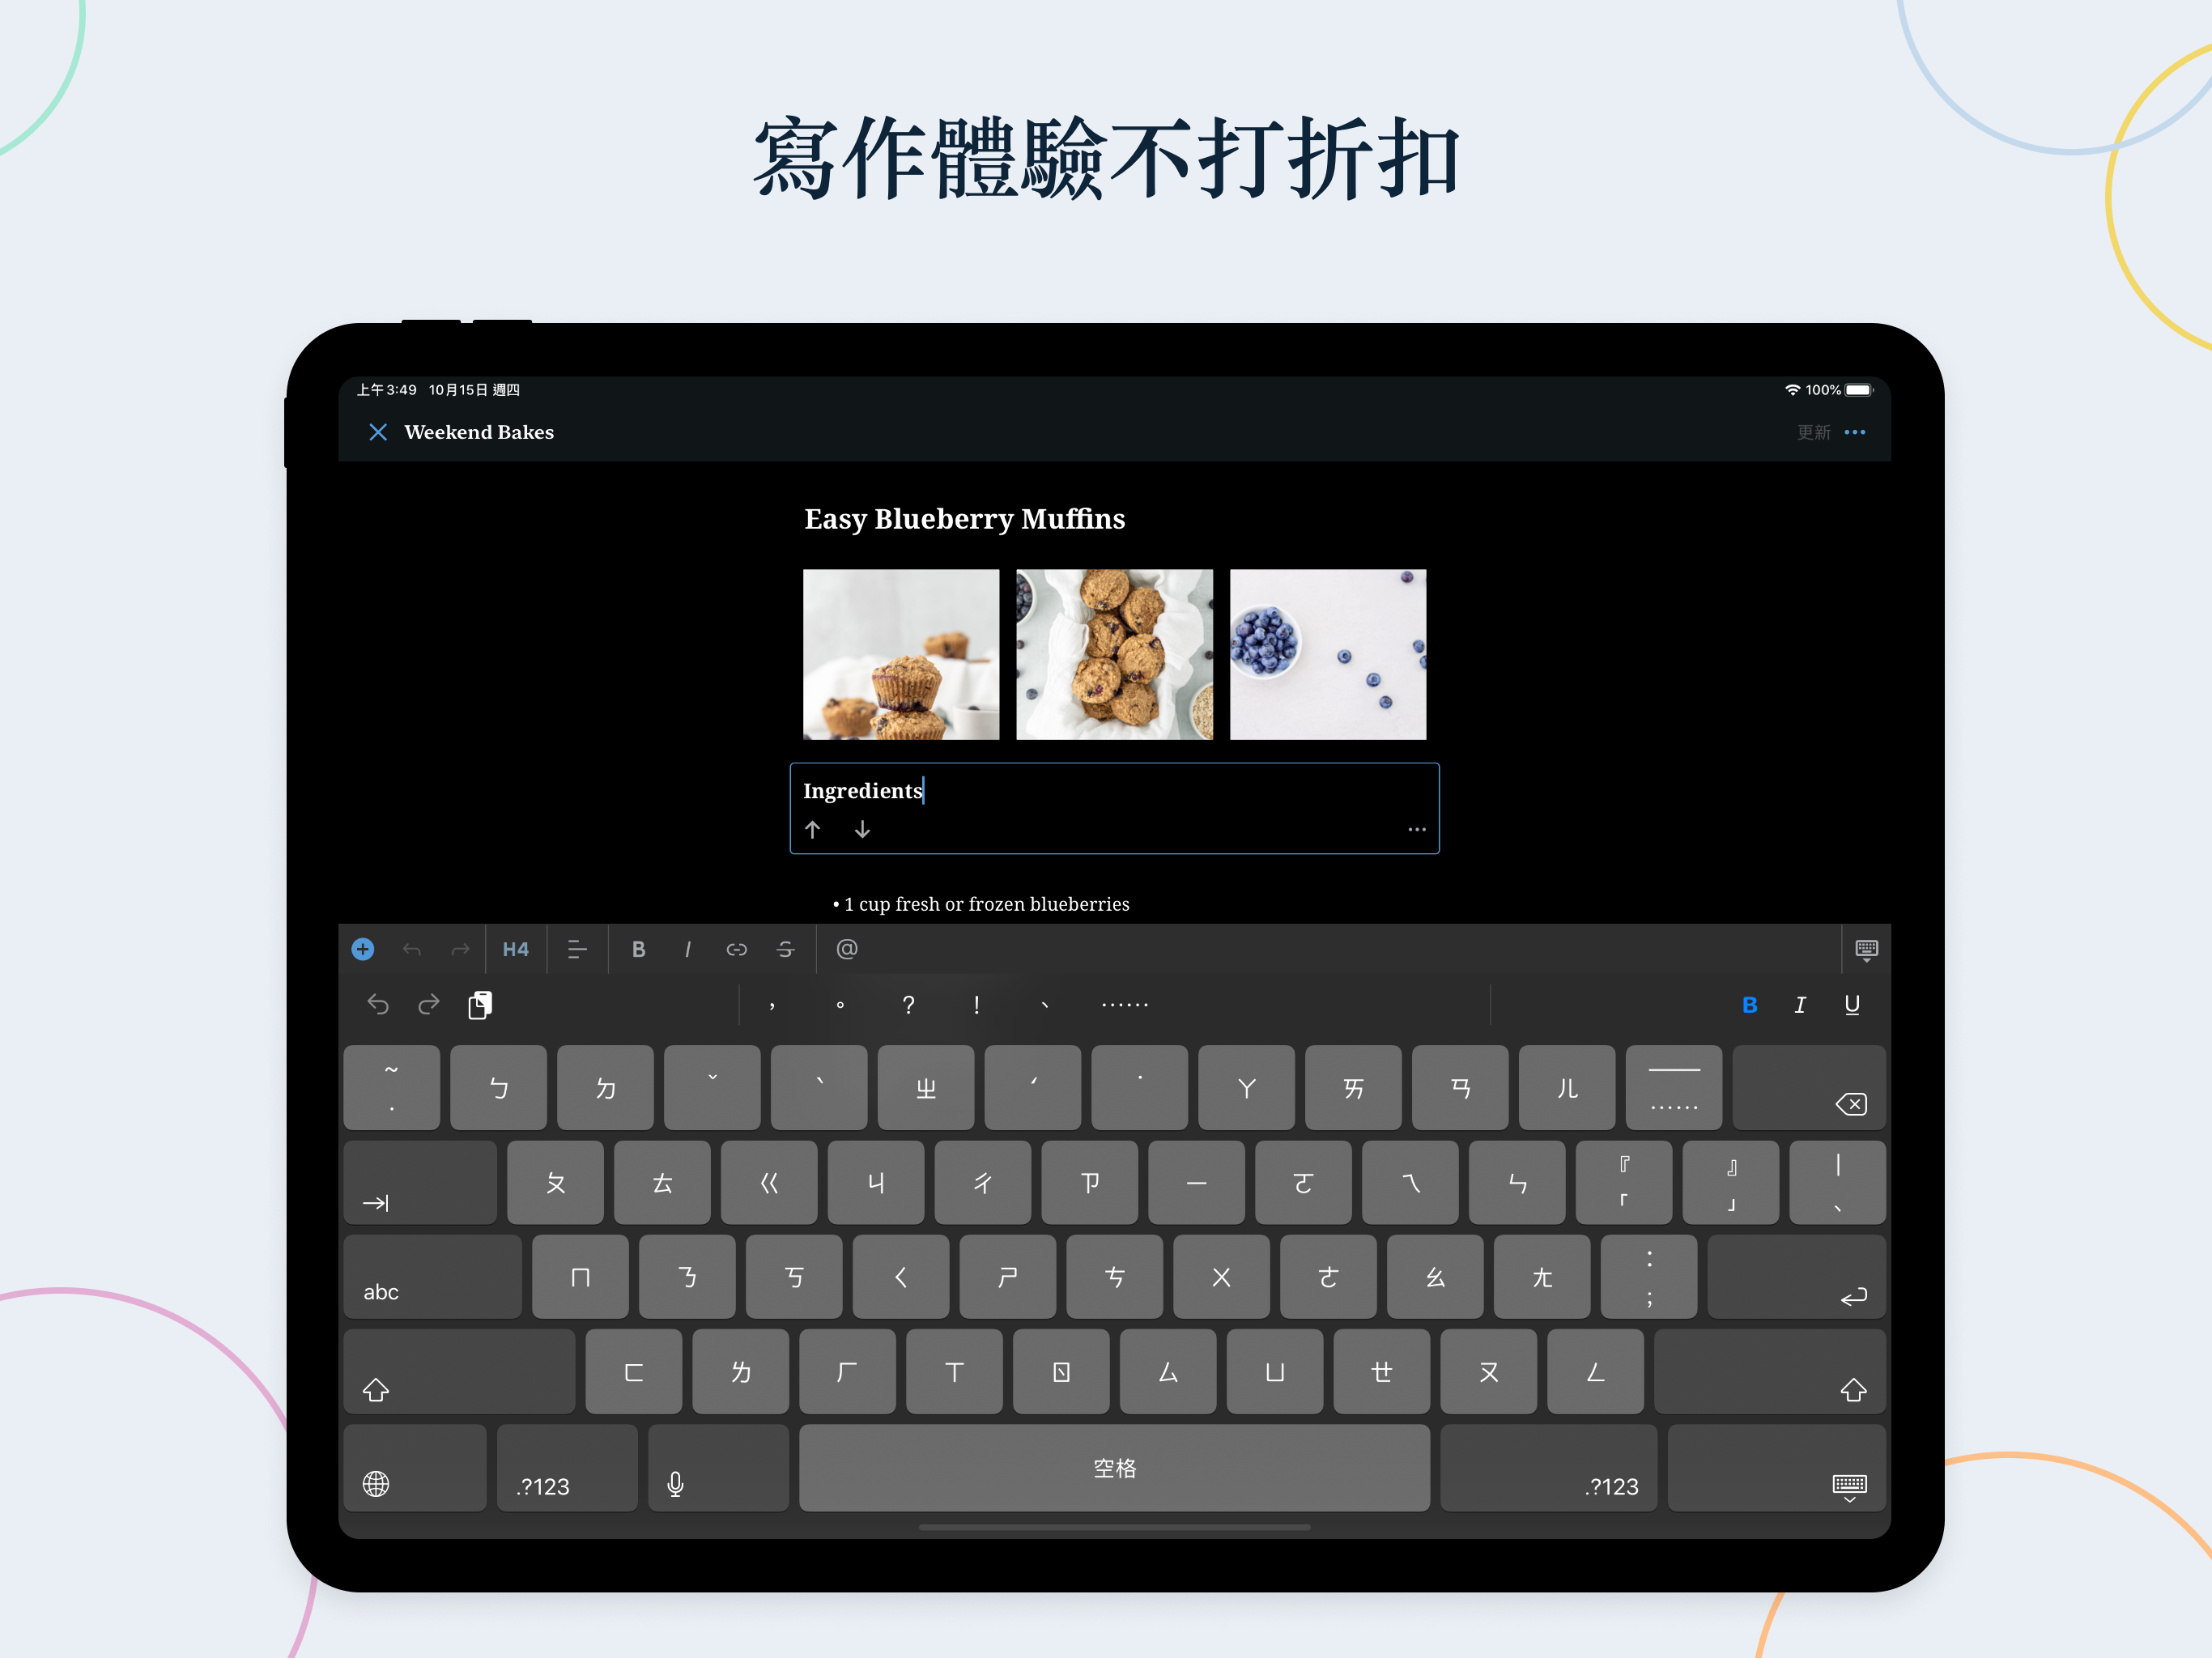 寫作體驗不打折扣
上午3:49 10月15日 週四 100%
Weekend Bakes 更新
Easy Blueberry Muffins
Ingredients
• 1 cup fresh or frozen blueberries
H4 B I S @
， 。 ？ ！ 、 …… B I U
~ . ㄅ ㄉ ˇ ˋ ㄓ ˊ ˙ ㄚ ㄞ ㄢ ㄦ — ……
ㄆ ㄊ ㄍ ㄐ ㄔ ㄗ ㄧ ㄛ ㄟ ㄣ 『 「 』 」 | 、
abc ㄇ ㄋ ㄎ ㄑ ㄕ ㄘ ㄨ ㄜ ㄠ ㄤ ： ；
ㄈ ㄌ ㄏ ㄒ ㄖ ㄙ ㄩ ㄝ ㄡ ㄥ
.?123 空格 .?123